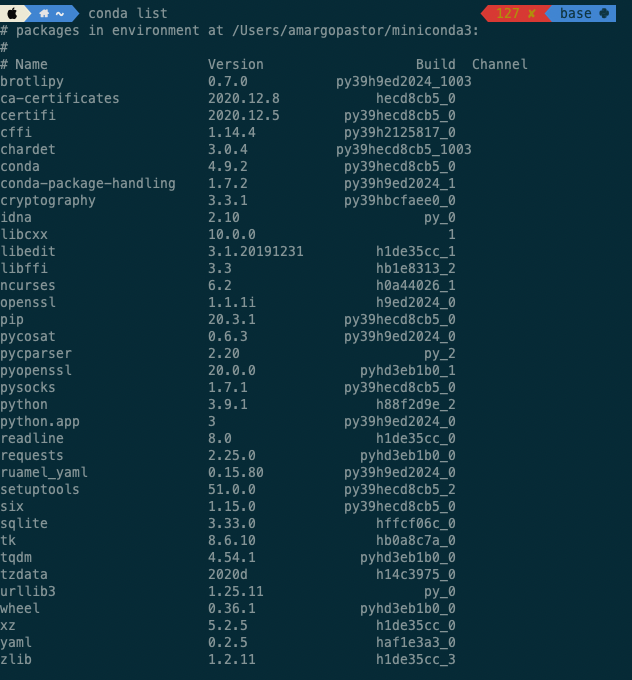 ~ conda list 127 ✘ base
# packages in environment at /Users/amargopastor/miniconda3:
#
# Name Version Build Channel
brotlipy 0.7.0 py39h9ed2024_1003
ca-certificates 2020.12.8 hecd8cb5_0
certifi 2020.12.5 py39hecd8cb5_0
cffi 1.14.4 py39h2125817_0
chardet 3.0.4 py39hecd8cb5_1003
conda 4.9.2 py39hecd8cb5_0
conda-package-handling 1.7.2 py39h9ed2024_1
cryptography 3.3.1 py39hbcfaee0_0
idna 2.10 py_0
libcxx 10.0.0 1
libedit 3.1.20191231 h1de35cc_1
libffi 3.3 hb1e8313_2
ncurses 6.2 h0a44026_1
openssl 1.1.1i h9ed2024_0
pip 20.3.1 py39hecd8cb5_0
pycosat 0.6.3 py39h9ed2024_0
pycparser 2.20 py_2
pyopenssl 20.0.0 pyhd3eb1b0_1
pysocks 1.7.1 py39hecd8cb5_0
python 3.9.1 h88f2d9e_2
python.app 3 py39h9ed2024_0
readline 8.0 h1de35cc_0
requests 2.25.0 pyhd3eb1b0_0
ruamel_yaml 0.15.80 py39h9ed2024_0
setuptools 51.0.0 py39hecd8cb5_2
six 1.15.0 py39hecd8cb5_0
sqlite 3.33.0 hffcf06c_0
tk 8.6.10 hb0a8c7a_0
tqdm 4.54.1 pyhd3eb1b0_0
tzdata 2020d h14c3975_0
urllib3 1.25.11 py_0
wheel 0.36.1 pyhd3eb1b0_0
xz 5.2.5 h1de35cc_0
yaml 0.2.5 haf1e3a3_0
zlib 1.2.11 h1de35cc_3